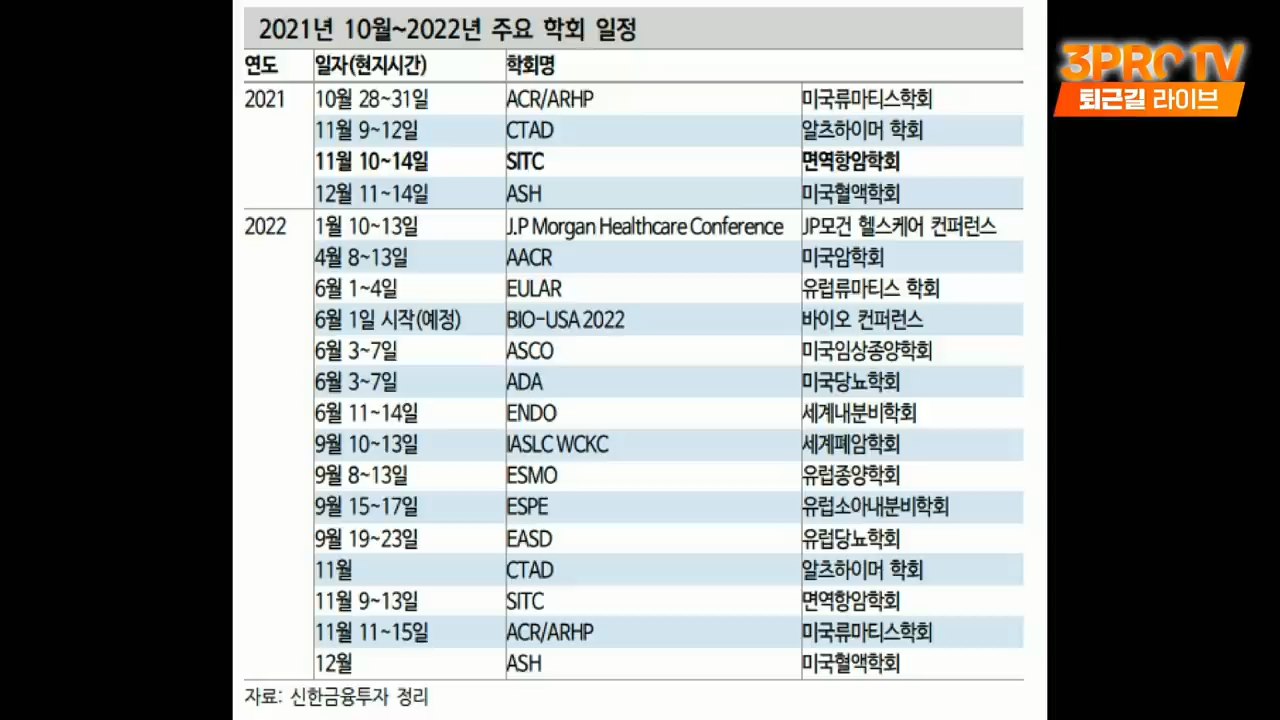 2021년 10월~2022년 주요 학회 일정
연도 일자(현지시간) 학회명
2021 10월 28~31일 ACR/ARHP 미국류마티스학회
11월 9~12일 CTAD 알츠하이머 학회
11월 10~14일 SITC 면역항암학회
12월 11~14일 ASH 미국혈액학회
2022 1월 10~13일 J.P Morgan Healthcare Conference JP모건 헬스케어 컨퍼런스
4월 8~13일 AACR 미국암학회
6월 1~4일 EULAR 유럽류마티스 학회
6월 1일 시작(예정) BIO-USA 2022 바이오 컨퍼런스
6월 3~7일 ASCO 미국임상종양학회
6월 3~7일 ADA 미국당뇨학회
6월 11~14일 ENDO 세계내분비학회
9월 10~13일 IASLC WCKC 세계폐암학회
9월 8~13일 ESMO 유럽종양학회
9월 15~17일 ESPE 유럽소아내분비학회
9월 19~23일 EASD 유럽당뇨학회
11월 CTAD 알츠하이머 학회
11월 9~13일 SITC 면역항암학회
11월 11~15일 ACR/ARHP 미국류마티스학회
12월 ASH 미국혈액학회
자료: 신한금융투자 정리
3PRO TV
퇴근길 라이브